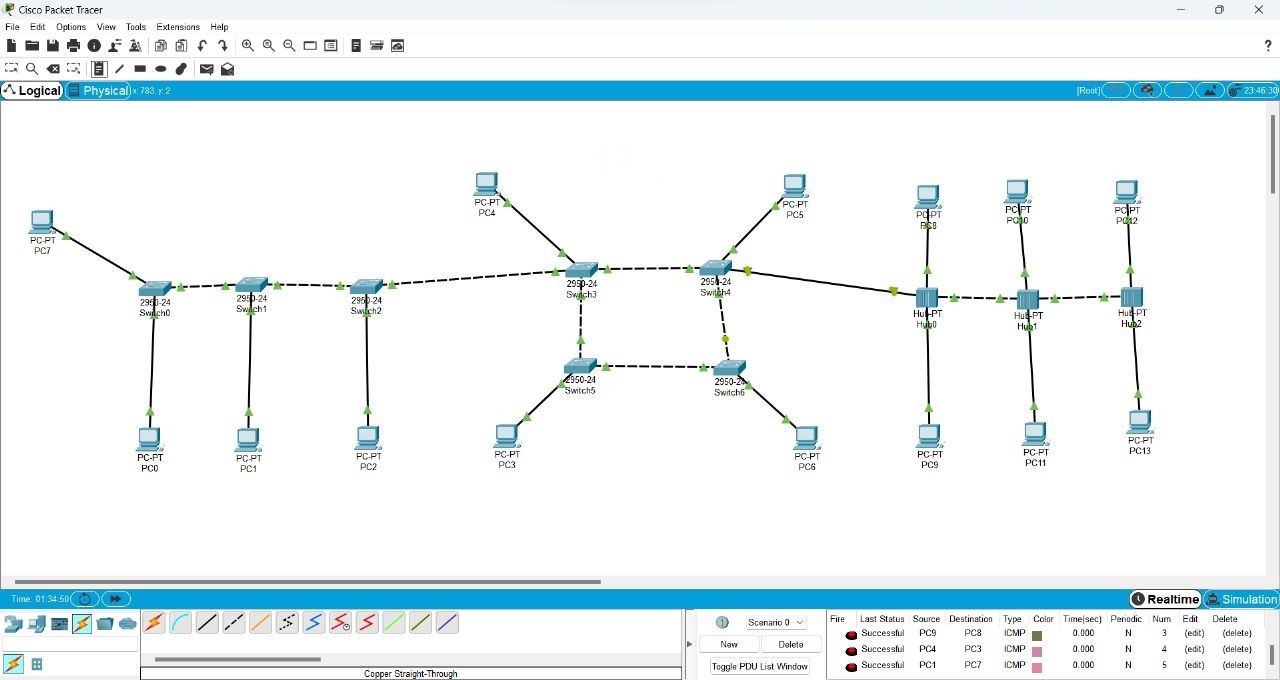 Cisco Packet Tracer
File Edit Options View Tools Extensions Help
?
Logical Physical x: 783, y: 2 [Root] 23:46:30
PC-PT
PC4
PC-PT
PC5
PC-PT
PC8
PC-PT
PC10
PC-PT
PC12
PC-PT
PC7
2950-24
Switch0
2950-24
Switch1
2950-24
Switch2
2950-24
Switch3
2950-24
Switch4
Hub-PT
Hub0
Hub-PT
Hub1
Hub-PT
Hub2
2950-24
Switch5
2950-24
Switch6
PC-PT
PC0
PC-PT
PC1
PC-PT
PC2
PC-PT
PC3
PC-PT
PC6
PC-PT
PC9
PC-PT
PC11
PC-PT
PC13
Time: 01:34:50 Realtime Simulation
Scenario 0
New Delete
Toggle PDU List Window
Copper Straight-Through
Fire Last Status Source Destination Type Color Time(sec) Periodic Num Edit Delete
Successful PC9 PC8 ICMP 0.000 N 3 (edit) (delete)
Successful PC4 PC3 ICMP 0.000 N 4 (edit) (delete)
Successful PC1 PC7 ICMP 0.000 N 5 (edit) (delete)